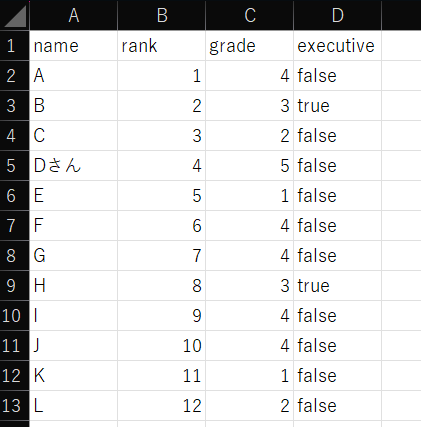 A B C D
1 name rank grade executive
2 A 1 4 false
3 B 2 3 true
4 C 3 2 false
5 Dさん 4 5 false
6 E 5 1 false
7 F 6 4 false
8 G 7 4 false
9 H 8 3 true
10 I 9 4 false
11 J 10 4 false
12 K 11 1 false
13 L 12 2 false